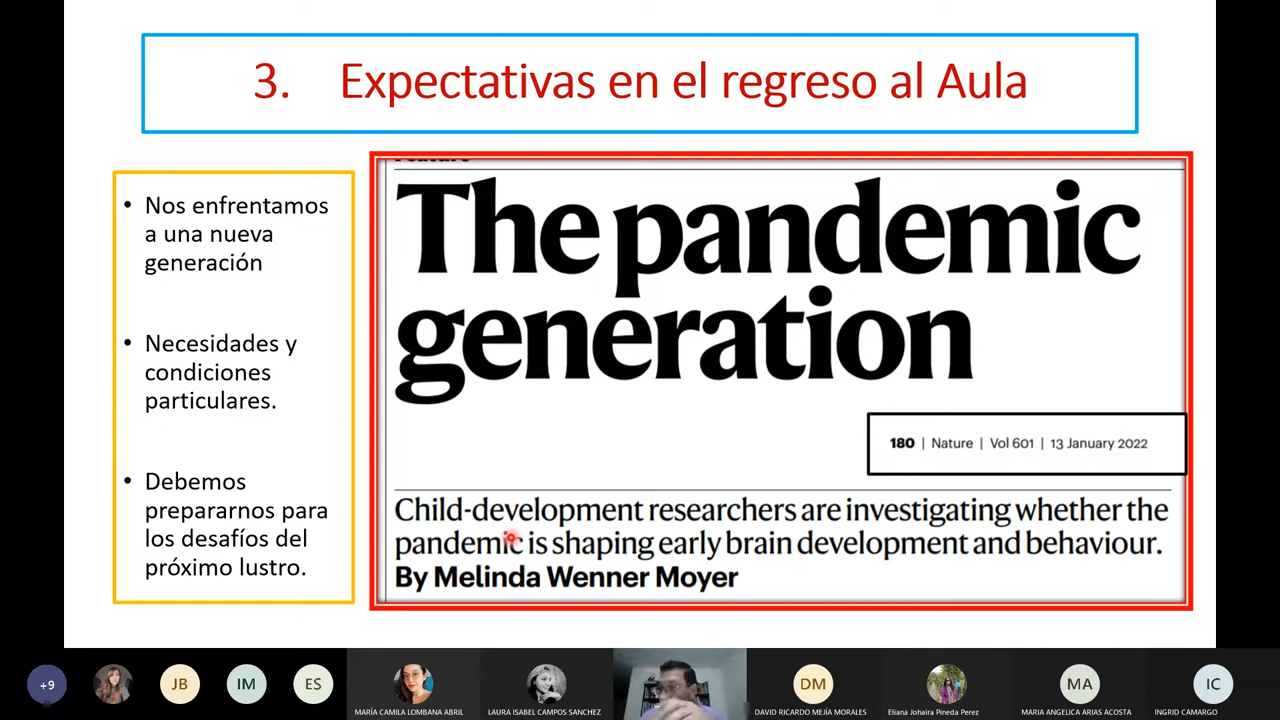 3. Expectativas en el regreso al Aula
• Nos enfrentamos
a una nueva
generación
• Necesidades y
condiciones
particulares.
• Debemos
prepararnos para
los desafíos del
próximo lustro.
The pandemic
generation
180 | Nature | Vol 601 | 13 January 2022
Child-development researchers are investigating whether the
pandemic is shaping early brain development and behaviour.
By Melinda Wenner Moyer
+9
JB
IM
ES
MARÍA CAMILA LOMBANA ABRIL
LAURA ISABEL CAMPOS SANCHEZ
DM
DAVID RICARDO MEJÍA MORALES
Eliana Johaira Pineda Perez
MA
MARIA ANGELICA ARIAS ACOSTA
IC
INGRID CAMARGO